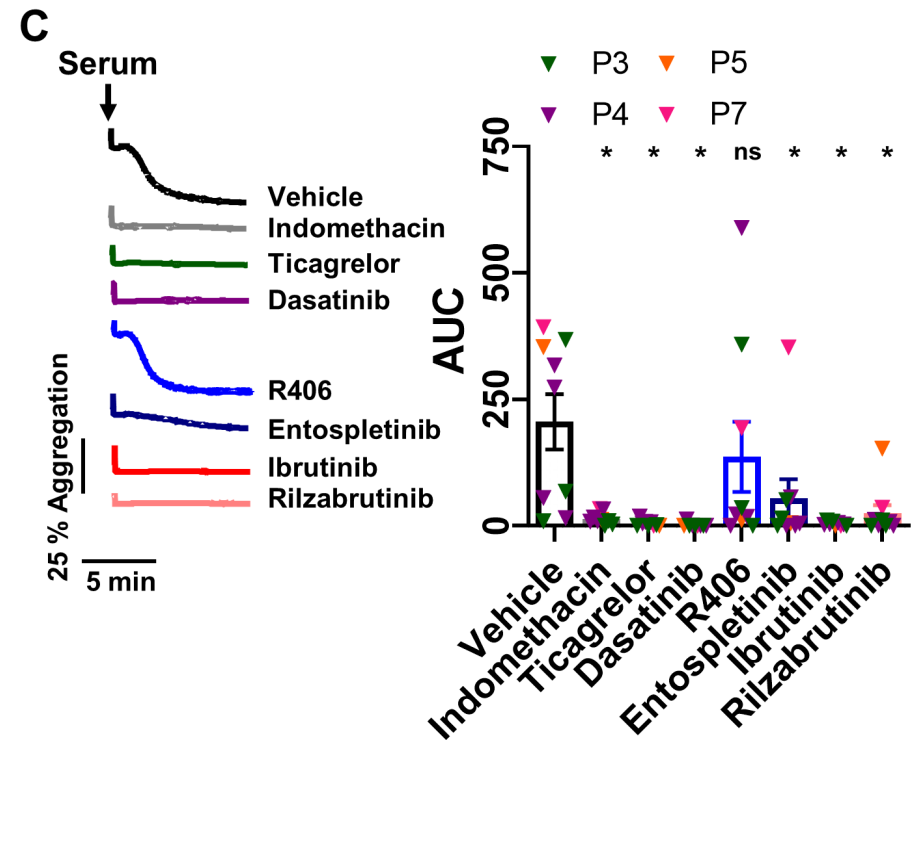 C
Serum
Vehicle
Indomethacin
Ticagrelor
Dasatinib
R406
Entospletinib
Ibrutinib
Rilzabrutinib
25 % Aggregation
5 min
P3 P5
P4 P7
* * * ns * * *
AUC
750
500
250
0
Vehicle
Indomethacin
Ticagrelor
Dasatinib
R406
Entospletinib
Ibrutinib
Rilzabrutinib